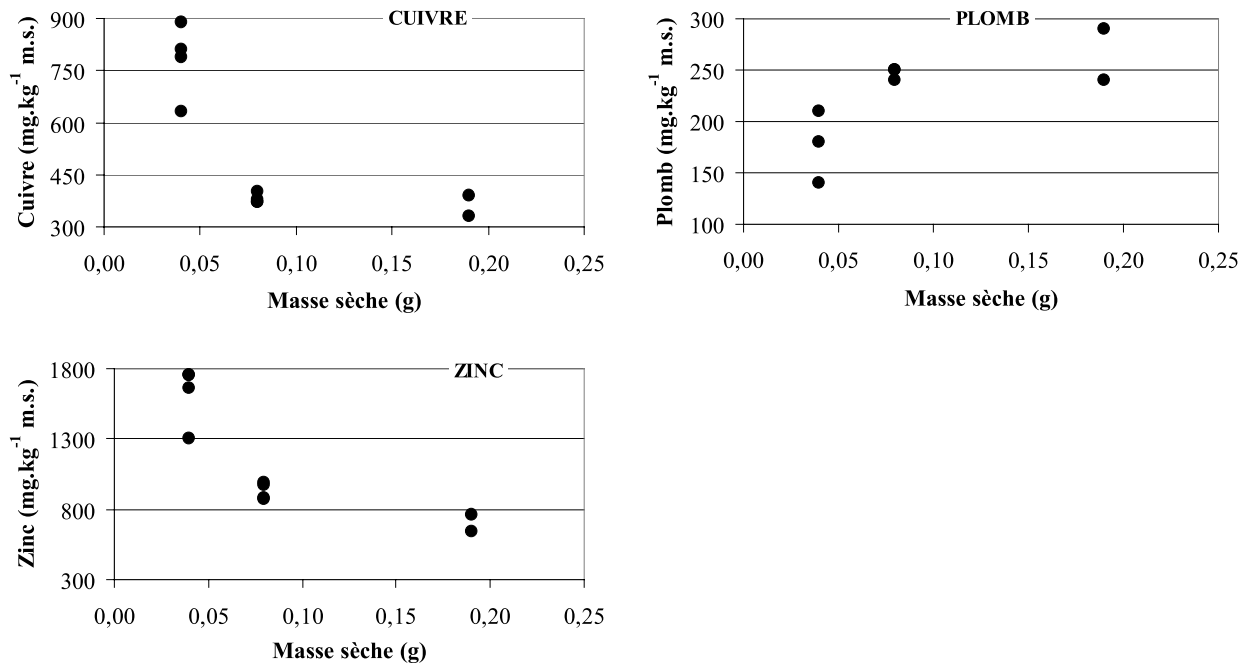 CUIVRE
Cuivre (mg.kg⁻¹ m.s.)
900
750
600
450
300
0,00 0,05 0,10 0,15 0,20 0,25
Masse sèche (g)
PLOMB
Plomb (mg.kg⁻¹ m.s.)
300
250
200
150
100
0,00 0,05 0,10 0,15 0,20 0,25
Masse sèche (g)
ZINC
Zinc (mg.kg⁻¹ m.s.)
1800
1300
800
300
0,00 0,05 0,10 0,15 0,20 0,25
Masse sèche (g)